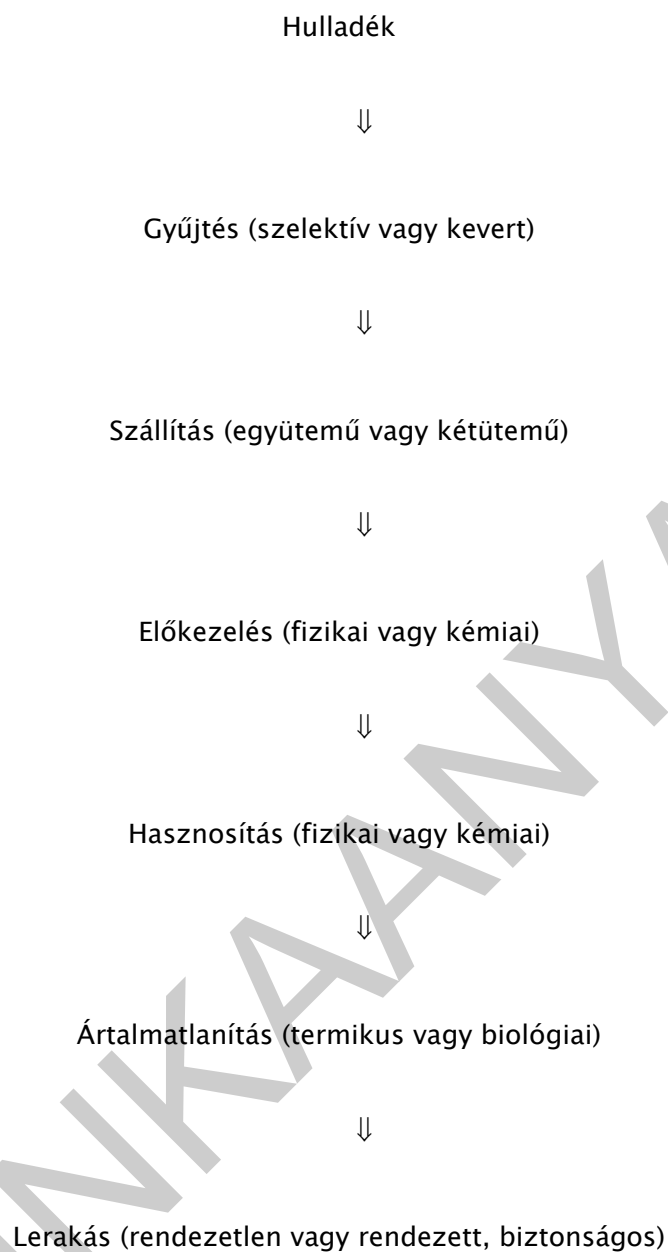 Hulladék
⇓
Gyűjtés (szelektív vagy kevert)
⇓
Szállítás (együtemű vagy kétütemű)
⇓
Előkezelés (fizikai vagy kémiai)
⇓
Hasznosítás (fizikai vagy kémiai)
⇓
Ártalmatlanítás (termikus vagy biológiai)
⇓
Lerakás (rendezetlen vagy rendezett, biztonságos)
NKAANYA